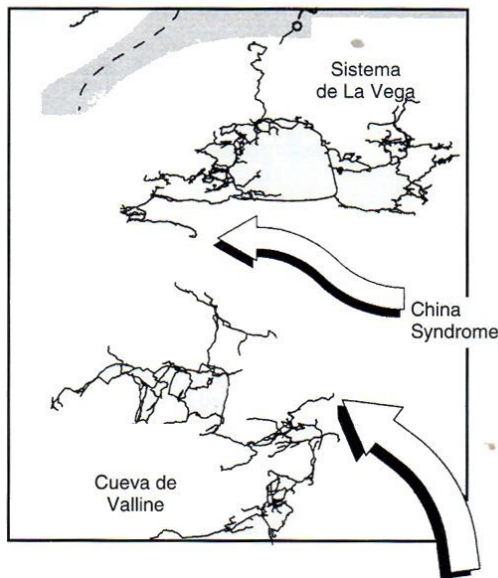 Sistema
de La Vega
China
Syndrome
Cueva de
Valline